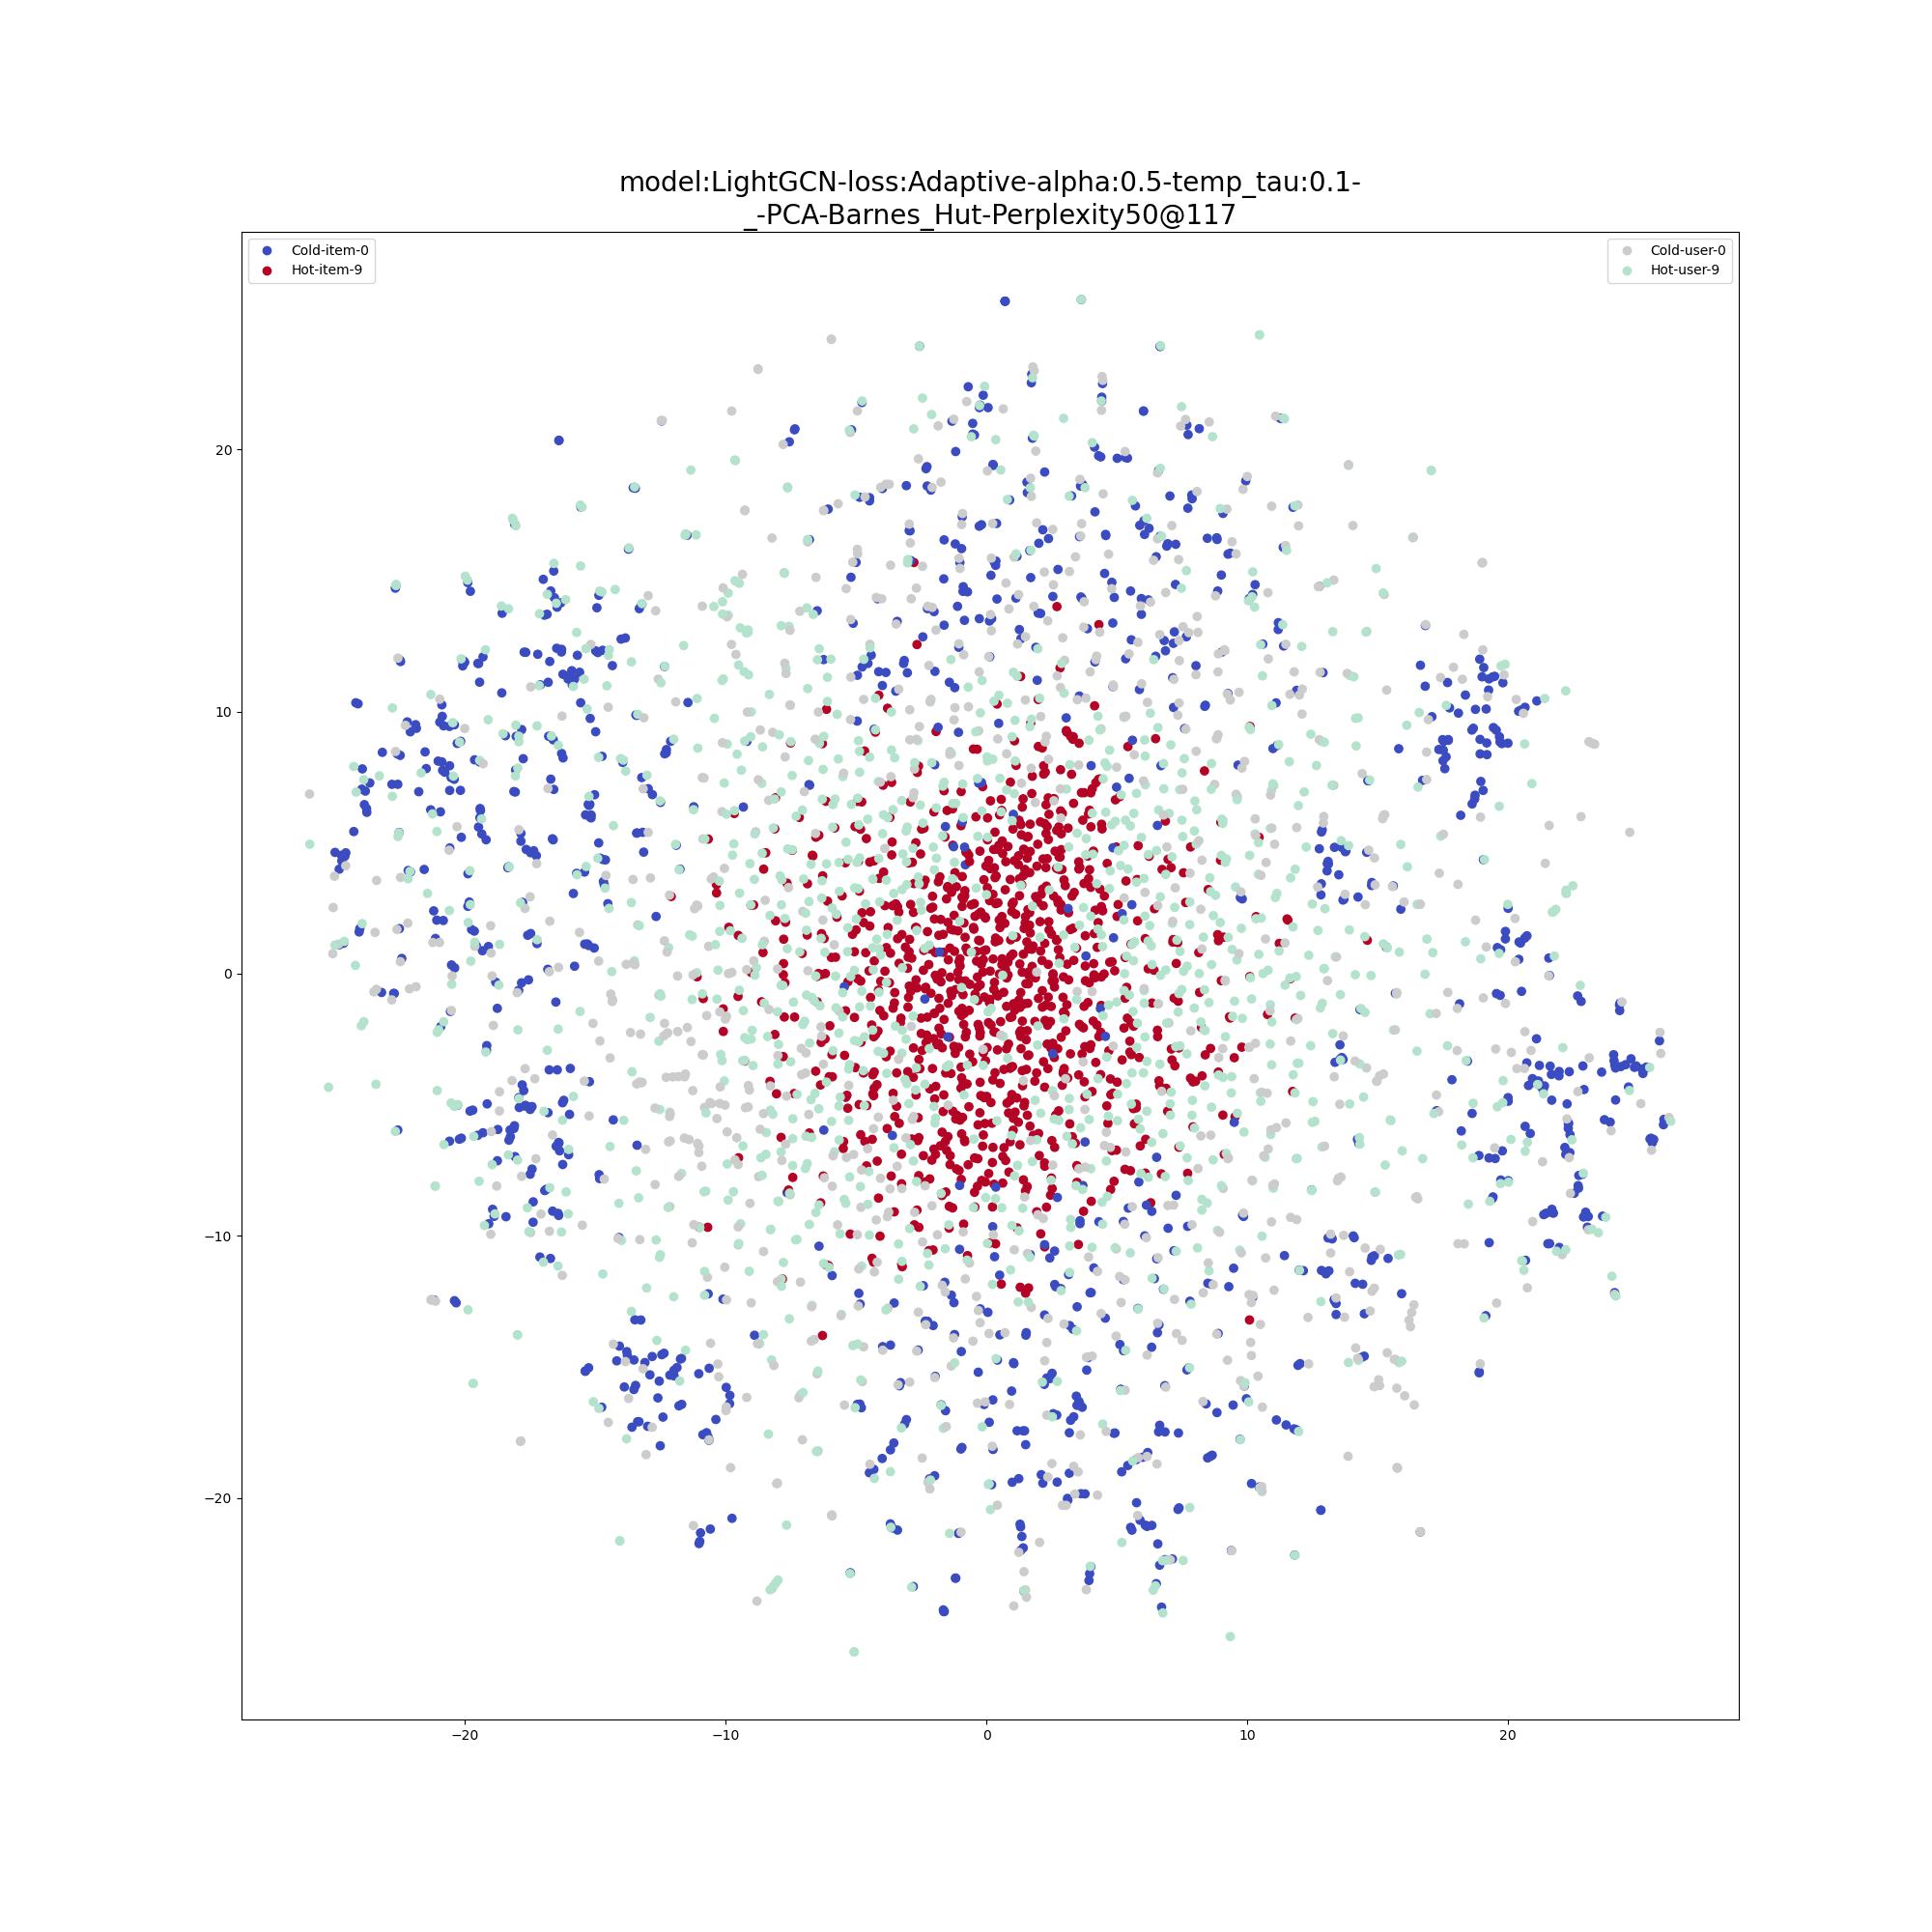 model:LightGCN-loss:Adaptive-alpha:0.5-temp_tau:0.1-
_-PCA-Barnes_Hut-Perplexity50@117
Cold-item-0
Hot-item-9
Cold-user-0
Hot-user-9
20
10
0
−10
−20
−20
−10
0
10
20